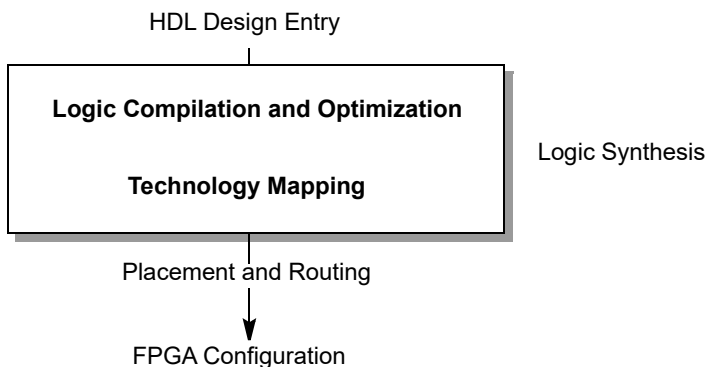 HDL Design Entry
Logic Compilation and Optimization
Logic Synthesis
Technology Mapping
Placement and Routing
FPGA Configuration